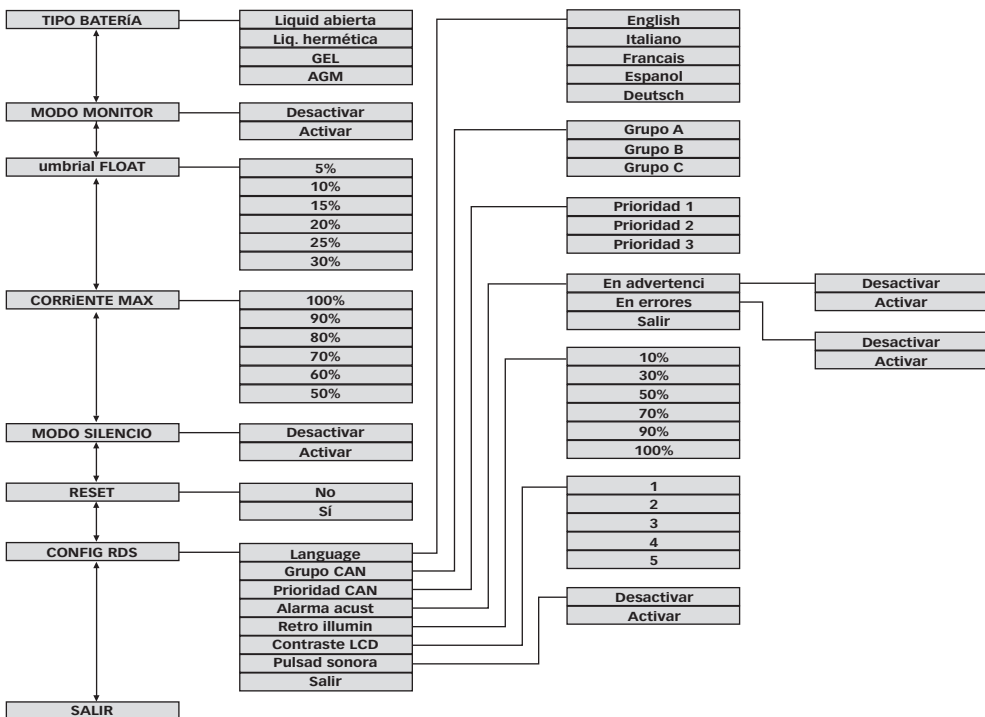 TIPO BATERÍA
Liquid abierta
Liq. hermética
GEL
AGM
MODO MONITOR
Desactivar
Activar
umbrial FLOAT
5%
10%
15%
20%
25%
30%
CORRiENTE MAX
100%
90%
80%
70%
60%
50%
MODO SILENCIO
Desactivar
Activar
RESET
No
Sí
CONFIG RDS
Language
Grupo CAN
Prioridad CAN
Alarma acust
Retro illumin
Contraste LCD
Pulsad sonora
Salir
SALIR
English
Italiano
Francais
Espanol
Deutsch
Grupo A
Grupo B
Grupo C
Prioridad 1
Prioridad 2
Prioridad 3
En advertenci
En errores
Salir
Desactivar
Activar
Desactivar
Activar
10%
30%
50%
70%
90%
100%
1
2
3
4
5
Desactivar
Activar